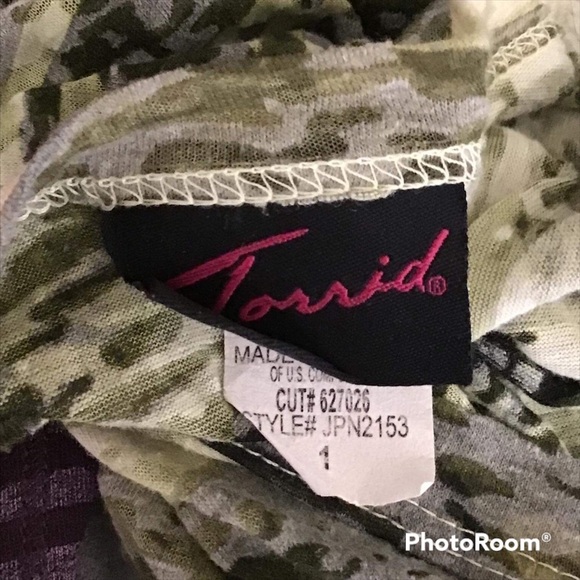 Torrid®
MADE
OF U.S.
CUT# 627026
STYLE# JPN2153
1
PhotoRoom®